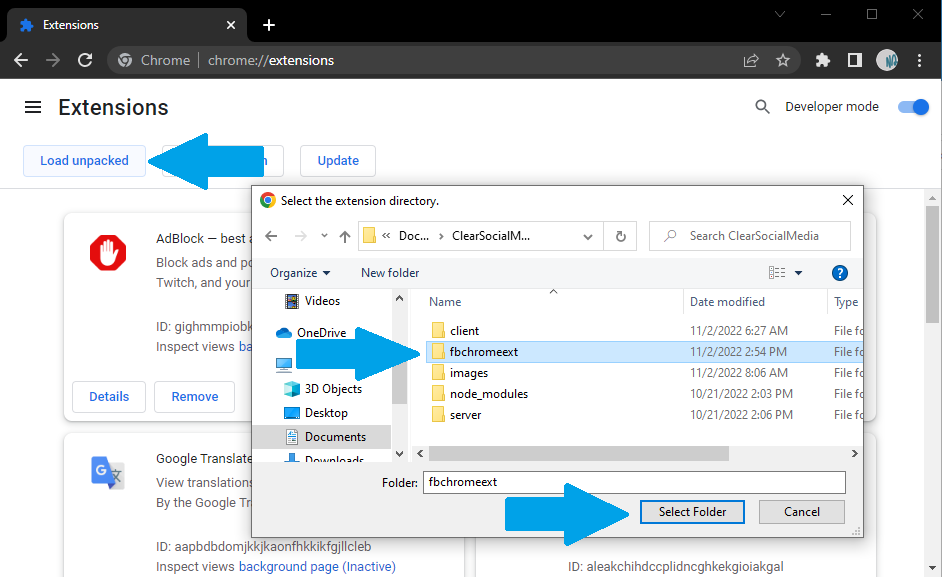 Extensions
Chrome | chrome://extensions
Extensions
Developer mode
Load unpacked
Update
Select the extension directory.
« Doc... › ClearSocialM...
Search ClearSocialMedia
Organize
New folder
Videos
OneDrive
3D Objects
Desktop
Documents
Downloads
Name
Date modified
Type
client 11/2/2022 6:27 AM File fo
fbchromeext 11/2/2022 2:54 PM File fo
images 11/2/2022 8:06 AM File fo
node_modules 10/21/2022 2:03 PM File fo
server 10/21/2022 2:06 PM File fo
Folder: fbchromeext
Select Folder
Cancel
AdBlock — best a
Block ads and po
Twitch, and your
ID: gighmmpiobk
Inspect views ba
Details
Remove
Google Translate
View translations
By the Google Tr
ID: aapbdbdomjkkjkaonfhkkikfgjllcleb
Inspect views background page (Inactive)
ID: aleakchihdccplidncghkekgioiakgal